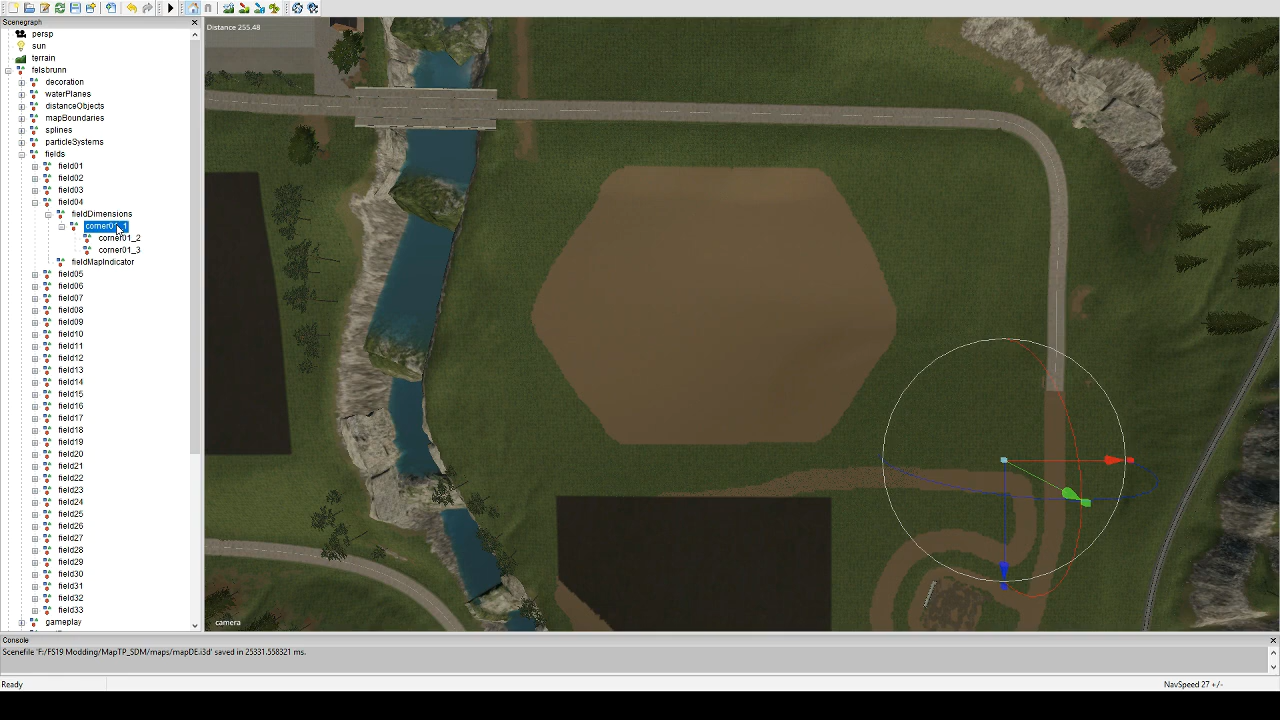 Scenegraph
Distance 255.48
persp
sun
terrain
felsbrunn
decoration
waterPlanes
distanceObjects
mapBoundaries
splines
particleSystems
fields
field01
field02
field03
field04
fieldDimensions
corner01_1
corner01_2
corner01_3
fieldMapIndicator
field05
field06
field07
field08
field09
field10
field11
field12
field13
field14
field15
field16
field17
field18
field19
field20
field21
field22
field23
field24
field25
field26
field27
field28
field29
field30
field31
field32
field33
gameplay
camera
Console
Scenefile 'F:/FS19 Modding/MapTP_SDM/maps/mapDE.i3d' saved in 25331.558321 ms.
Ready
NavSpeed 27 +/-